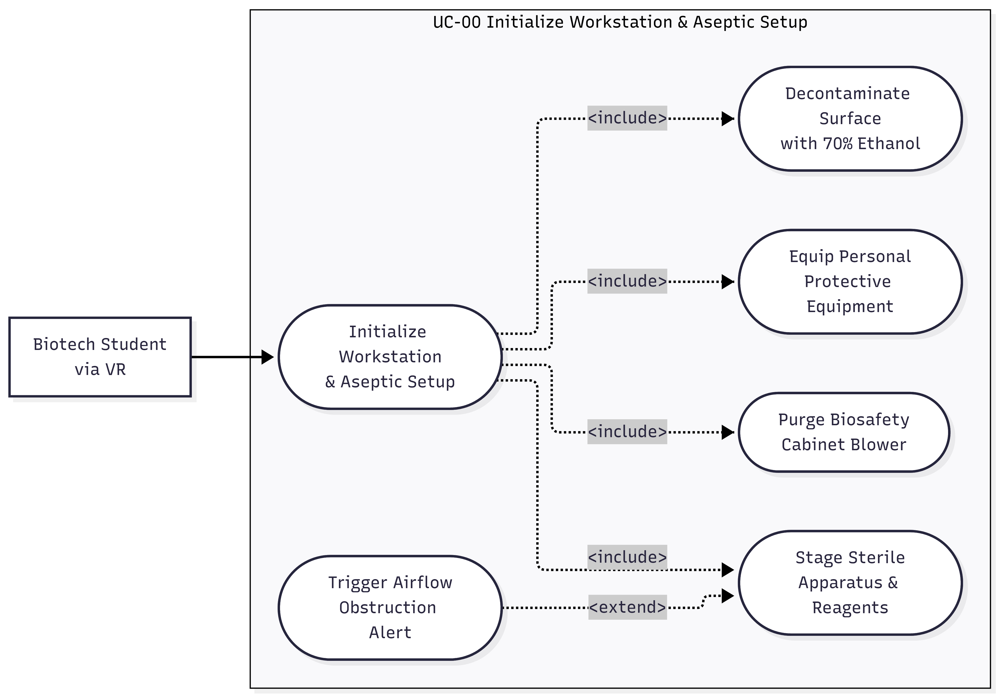 UC-00 Initialize Workstation & Aseptic Setup
Biotech Student
via VR
Initialize
Workstation
& Aseptic Setup
<include>
Decontaminate
Surface
with 70% Ethanol
<include>
Equip Personal
Protective
Equipment
<include>
Purge Biosafety
Cabinet Blower
<include>
Stage Sterile
Apparatus &
Reagents
Trigger Airflow
Obstruction
Alert
<extend>